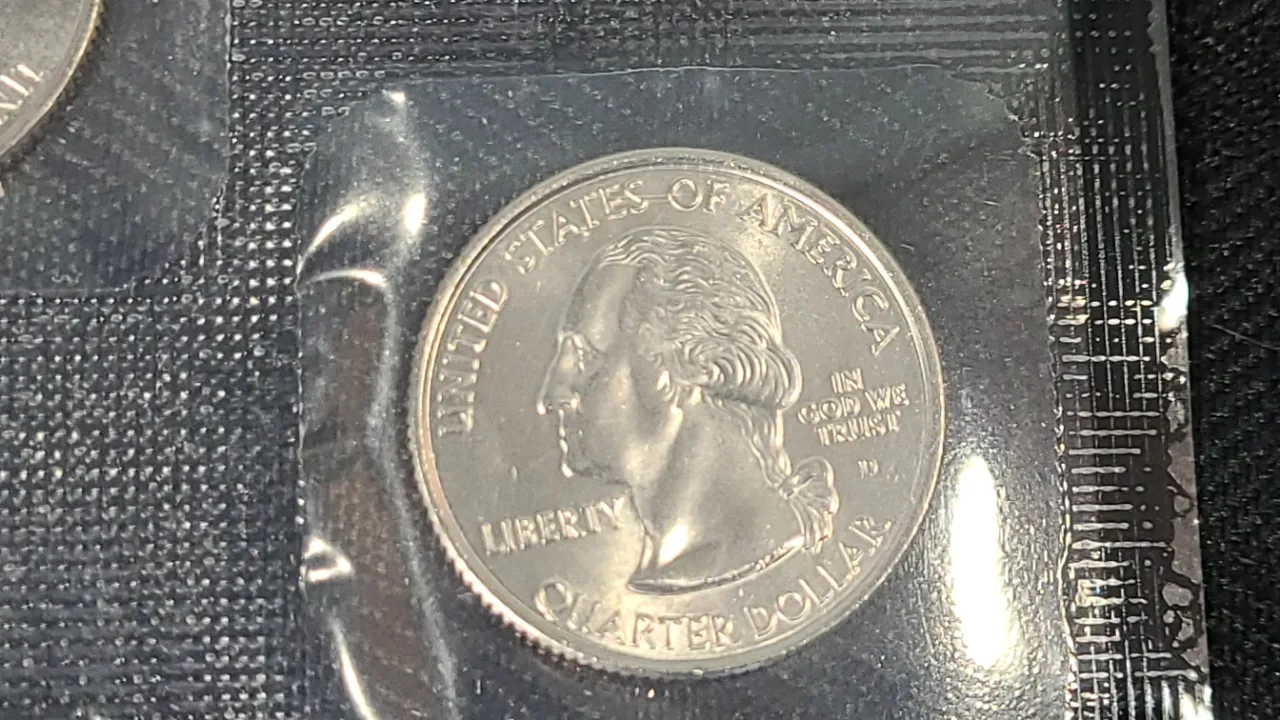 UNITED STATES OF AMERICA
IN
GOD WE
TRUST
D
LIBERTY
QUARTER DOLLAR